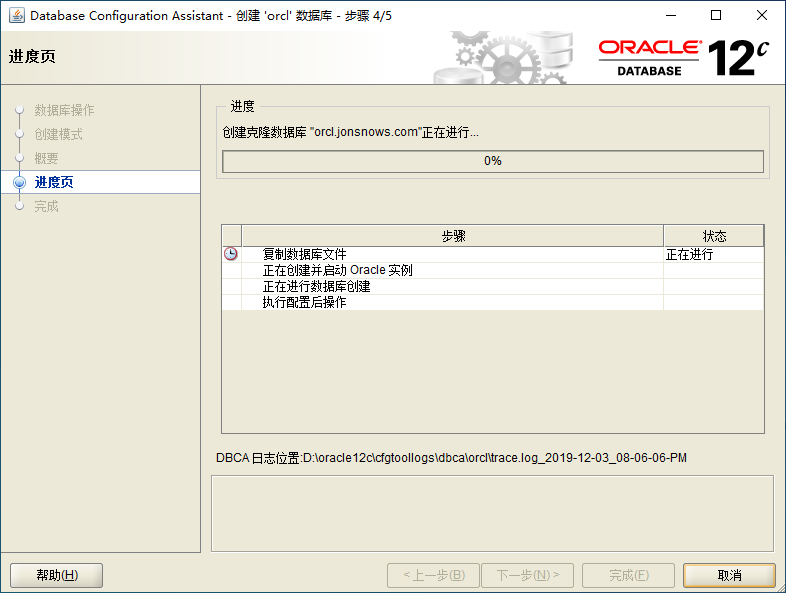 Database Configuration Assistant - 创建 'orcl' 数据库 - 步骤 4/5
进度页
ORACLE
DATABASE
12c
数据库操作
创建模式
概要
进度页
完成
进度
创建克隆数据库 "orcl.jonsnows.com"正在进行...
0%
步骤 状态
复制数据库文件 正在进行
正在创建并启动 Oracle 实例
正在进行数据库创建
执行配置后操作
DBCA 日志位置:D:\oracle12c\cfgtoollogs\dbca\orcl\trace.log_2019-12-03_08-06-06-PM
帮助(H) < 上一步(B) 下一步(N) > 完成(F) 取消